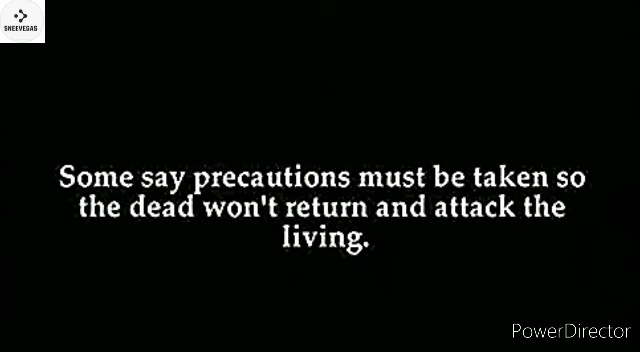 SNEEVEGAS
Some say precautions must be taken so
the dead won't return and attack the
living.
PowerDirector